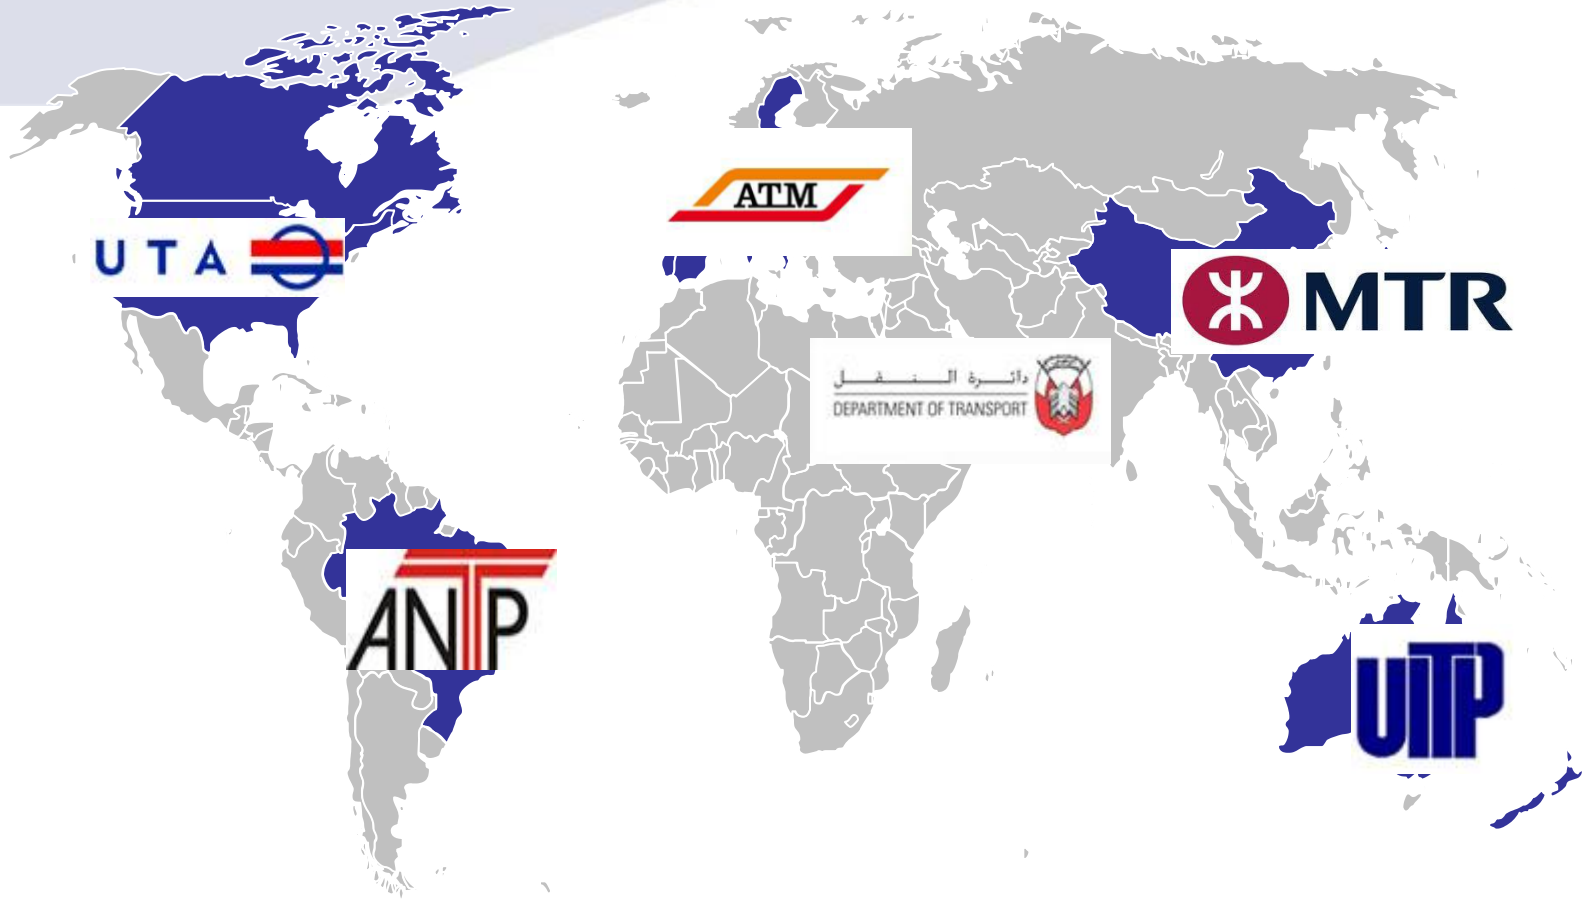 ATM
UTA
MTR
دائرة النقل
DEPARTMENT OF TRANSPORT
ANTP
UITP